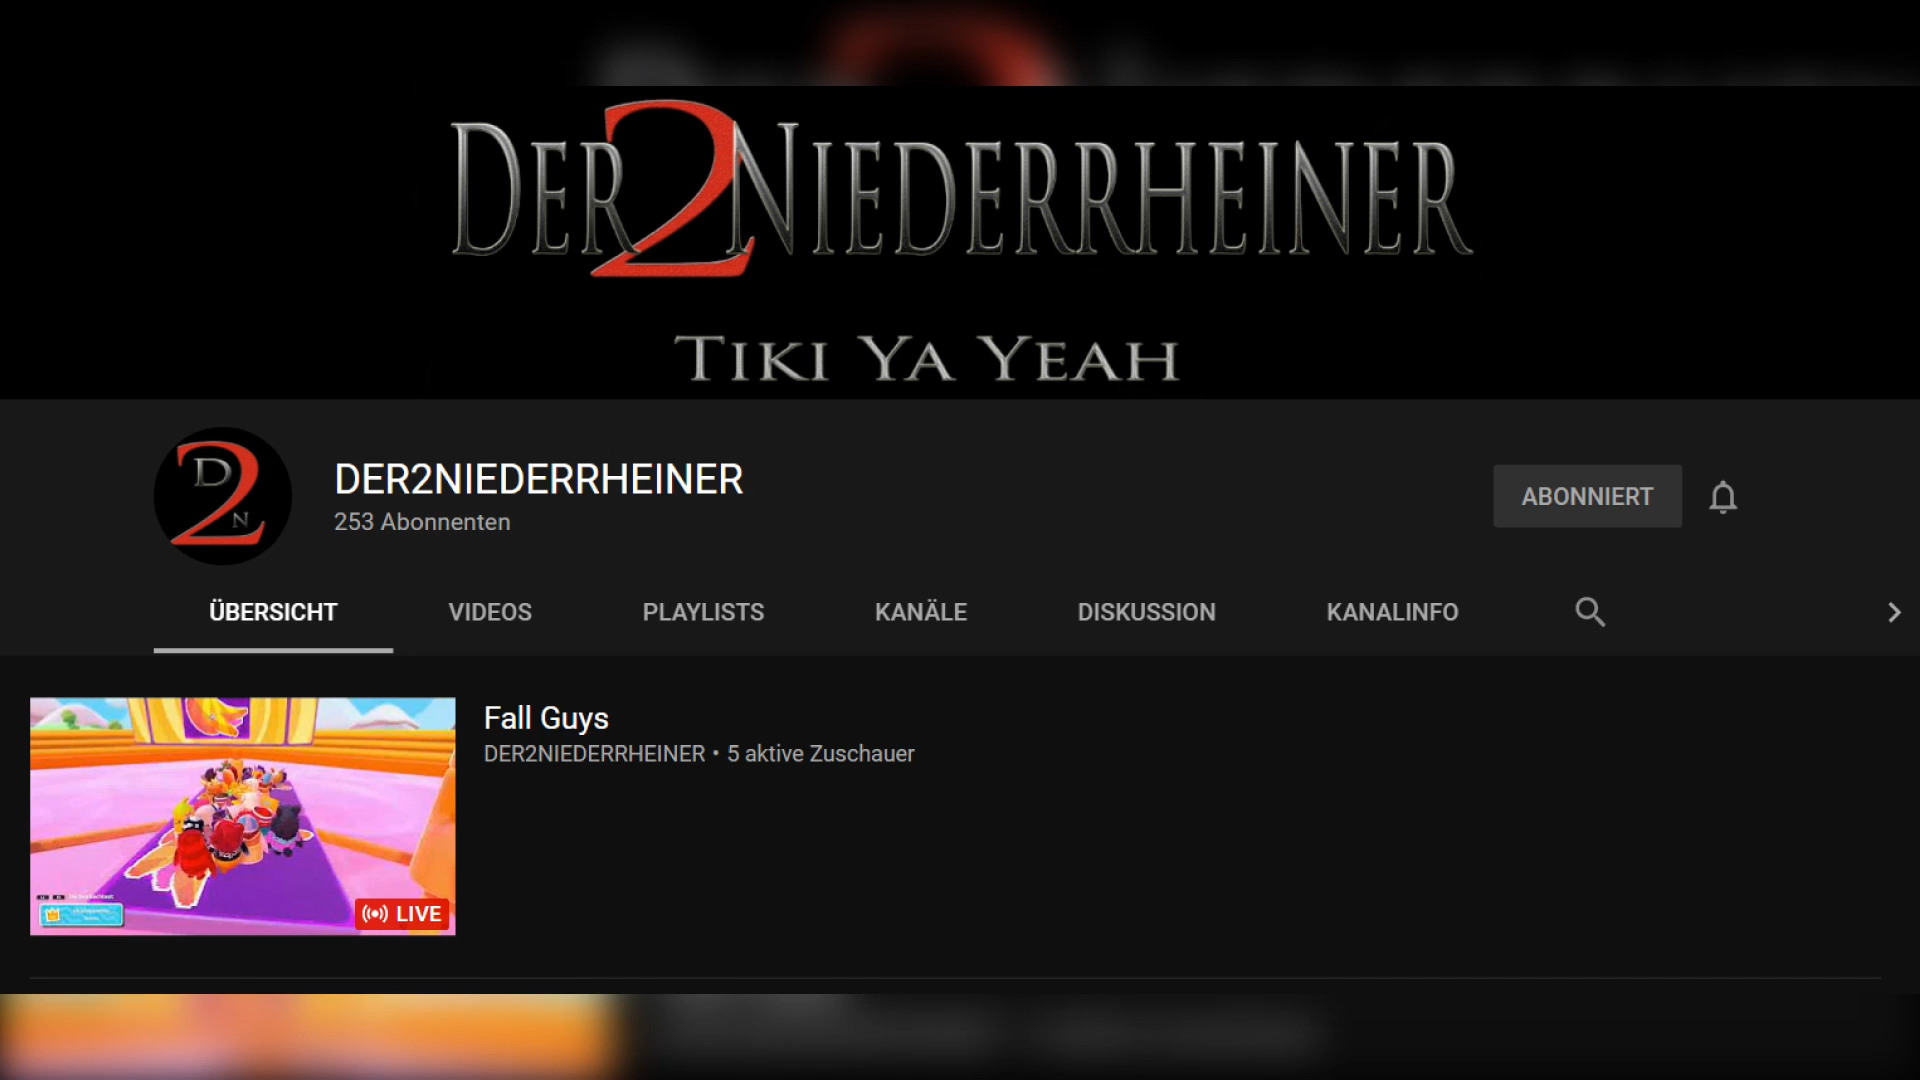 DER2NIEDERRHEINER
TIKI YA YEAH
D2N
DER2NIEDERRHEINER
253 Abonnenten
ABONNIERT
ÜBERSICHT VIDEOS PLAYLISTS KANÄLE DISKUSSION KANALINFO
Fall Guys
DER2NIEDERRHEINER • 5 aktive Zuschauer
LIVE